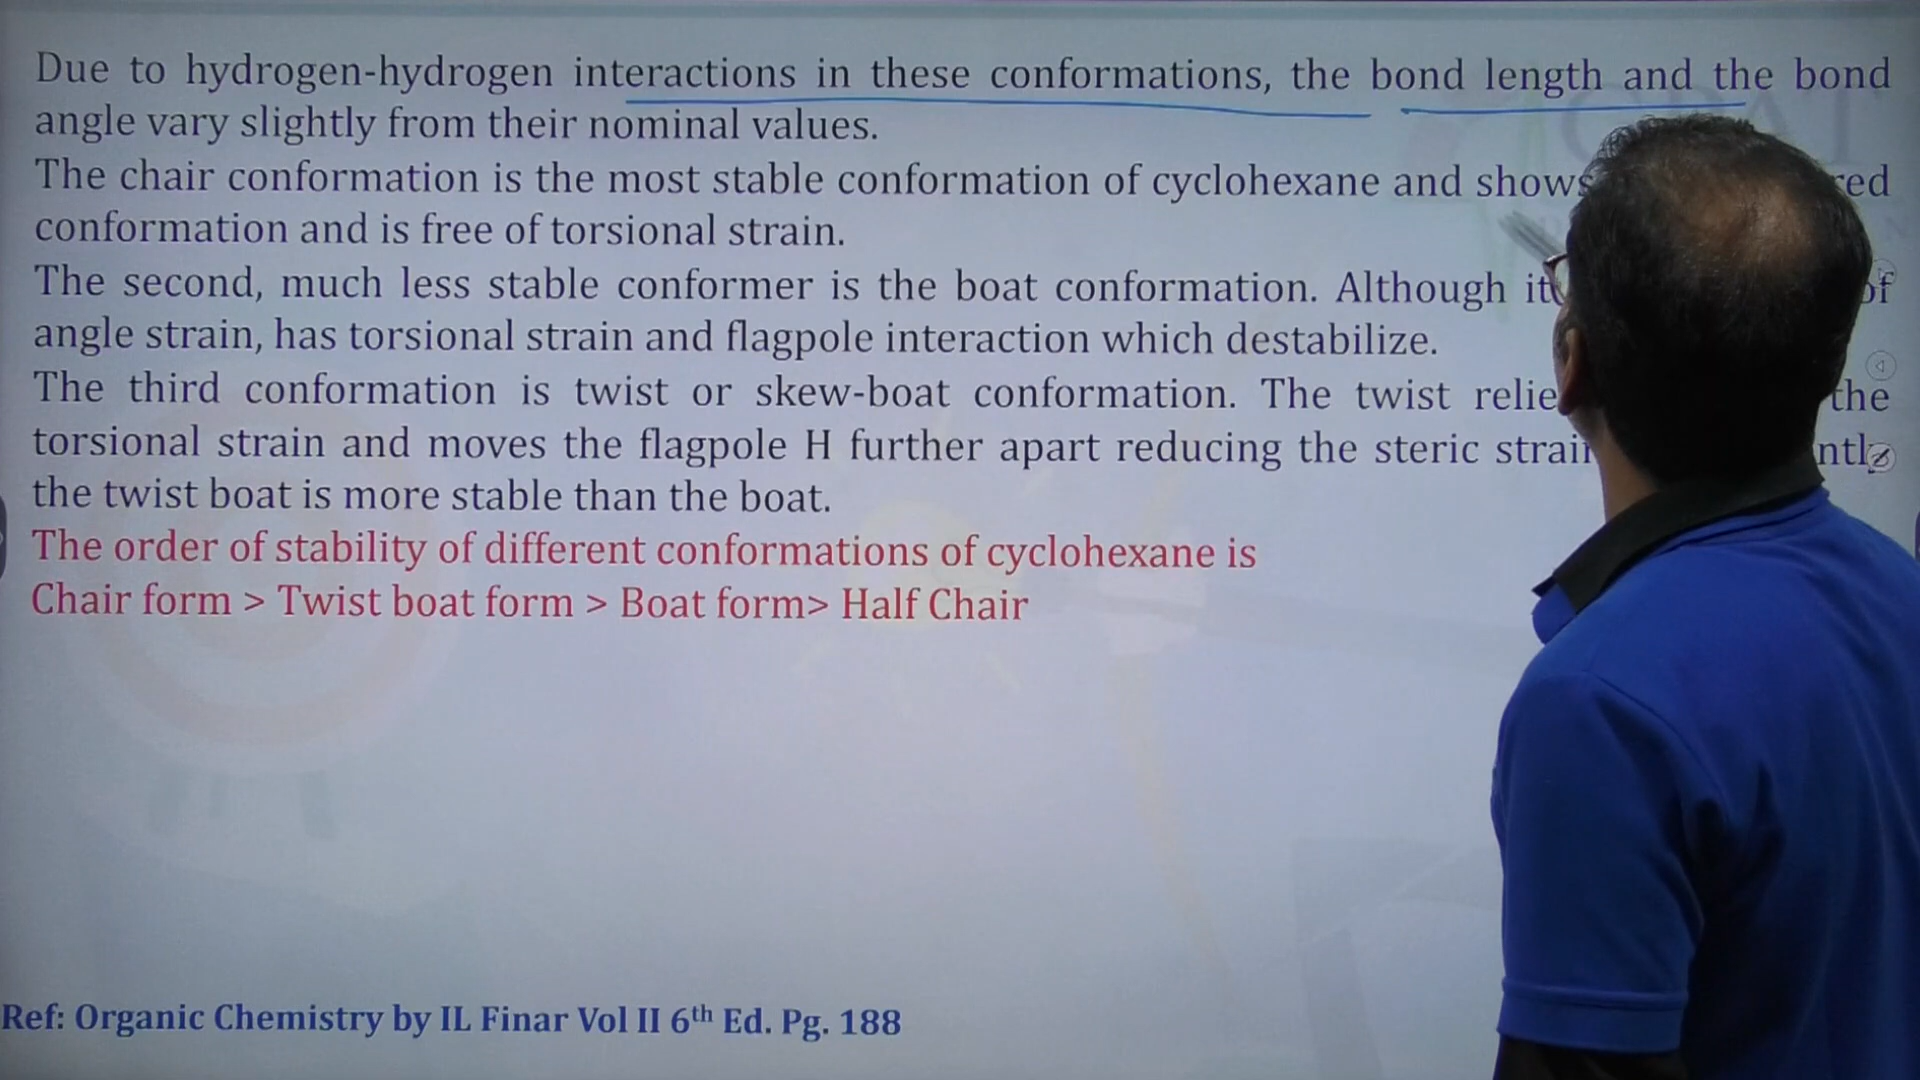 Due to hydrogen-hydrogen interactions in these conformations, the bond length and the bond
angle vary slightly from their nominal values.
The chair conformation is the most stable conformation of cyclohexane and shows
conformation and is free of torsional strain.
The second, much less stable conformer is the boat conformation. Although it of
angle strain, has torsional strain and flagpole interaction which destabilize.
The third conformation is twist or skew-boat conformation. The twist the
torsional strain and moves the flagpole H further apart reducing the steric
the twist boat is more stable than the boat.
The order of stability of different conformations of cyclohexane is
Chair form > Twist boat form > Boat form> Half Chair
Ref: Organic Chemistry by IL Finar Vol II 6th Ed. Pg. 188